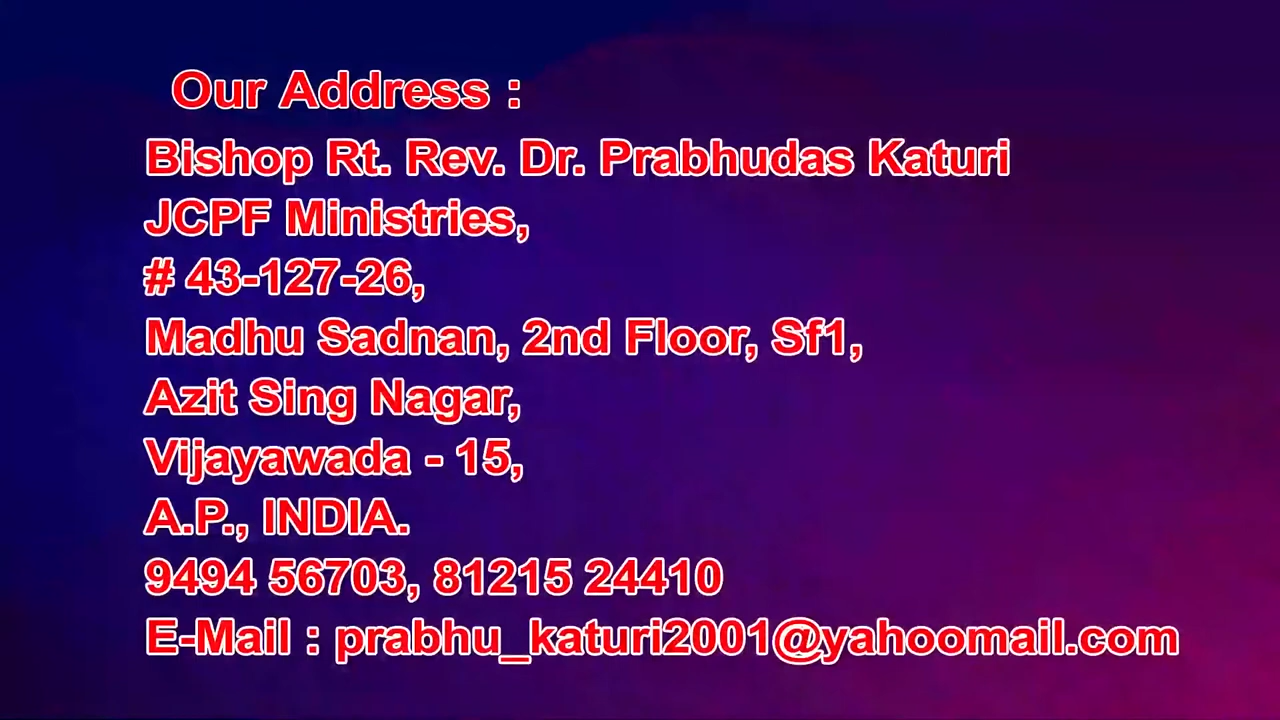 Our Address :
Bishop Rt. Rev. Dr. Prabhudas Katuri
JCPF Ministries,
# 43-127-26,
Madhu Sadnan, 2nd Floor, Sf1,
Azit Sing Nagar,
Vijayawada - 15,
A.P., INDIA.
9494 56703, 81215 24410
E-Mail : prabhu_katuri2001@yahoomail.com